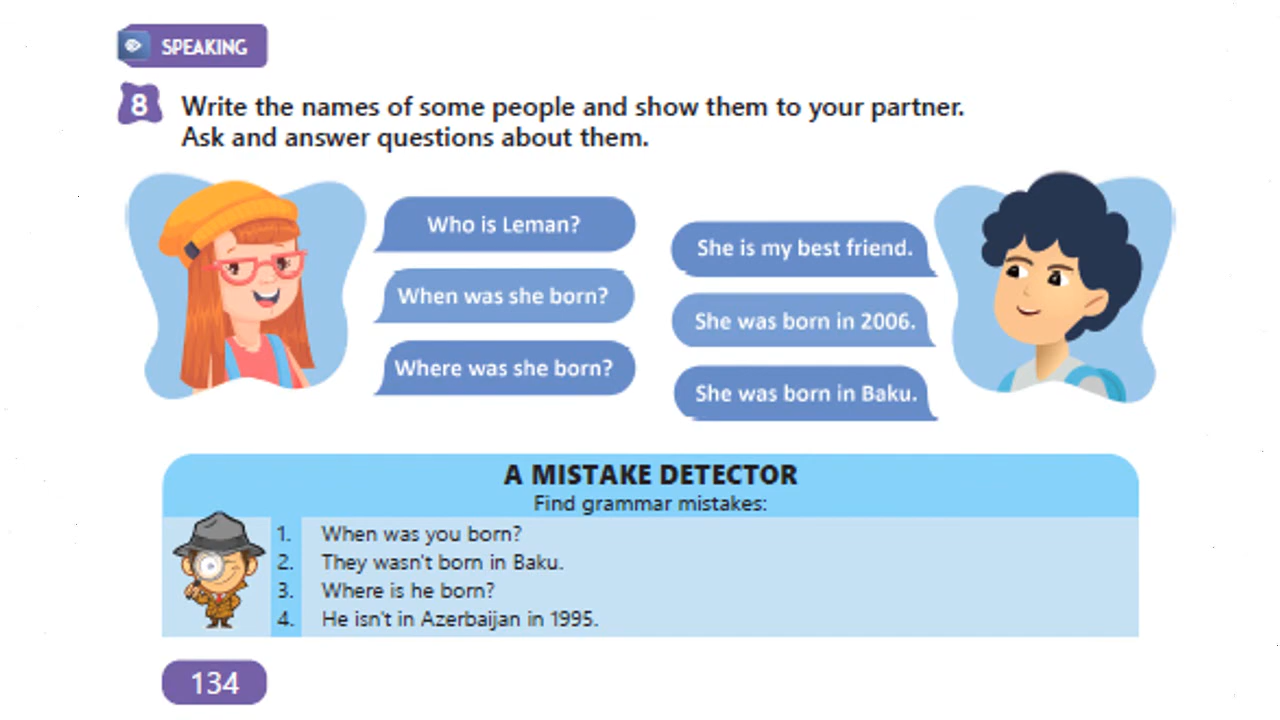 SPEAKING
8 Write the names of some people and show them to your partner.
Ask and answer questions about them.
Who is Leman?
She is my best friend.
When was she born?
She was born in 2006.
Where was she born?
She was born in Baku.
A MISTAKE DETECTOR
Find grammar mistakes:
1. When was you born?
2. They wasn't born in Baku.
3. Where is he born?
4. He isn't in Azerbaijan in 1995.
134